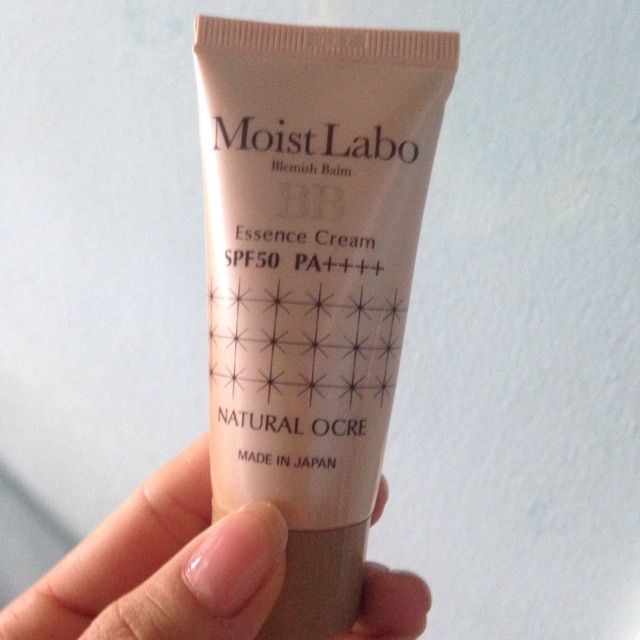 Moist Labo
Blemish Balm
BB
Essence Cream
SPF50 PA++++
NATURAL OCRE
MADE IN JAPAN